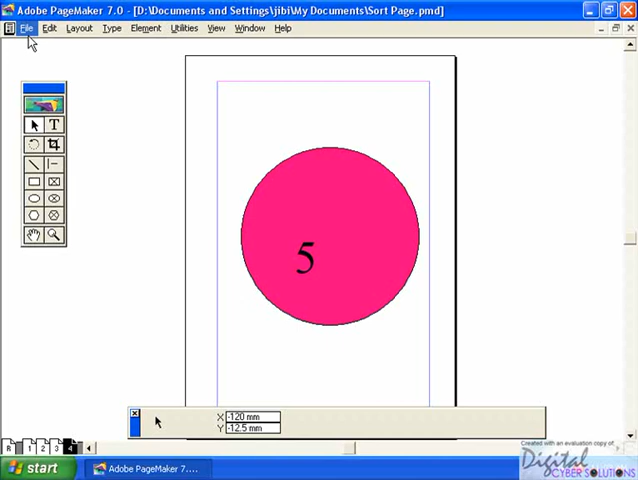 Adobe PageMaker 7.0 - [D:\Documents and Settings\jibi\My Documents\Sort Page.pmd]
File Edit Layout Type Element Utilities View Window Help
T
5
X -120 mm
Y -12.5 mm
R 1 2 3 4
start Adobe PageMaker 7....
Created with an evaluation copy of
Digital
CYBER SOLUTIONS